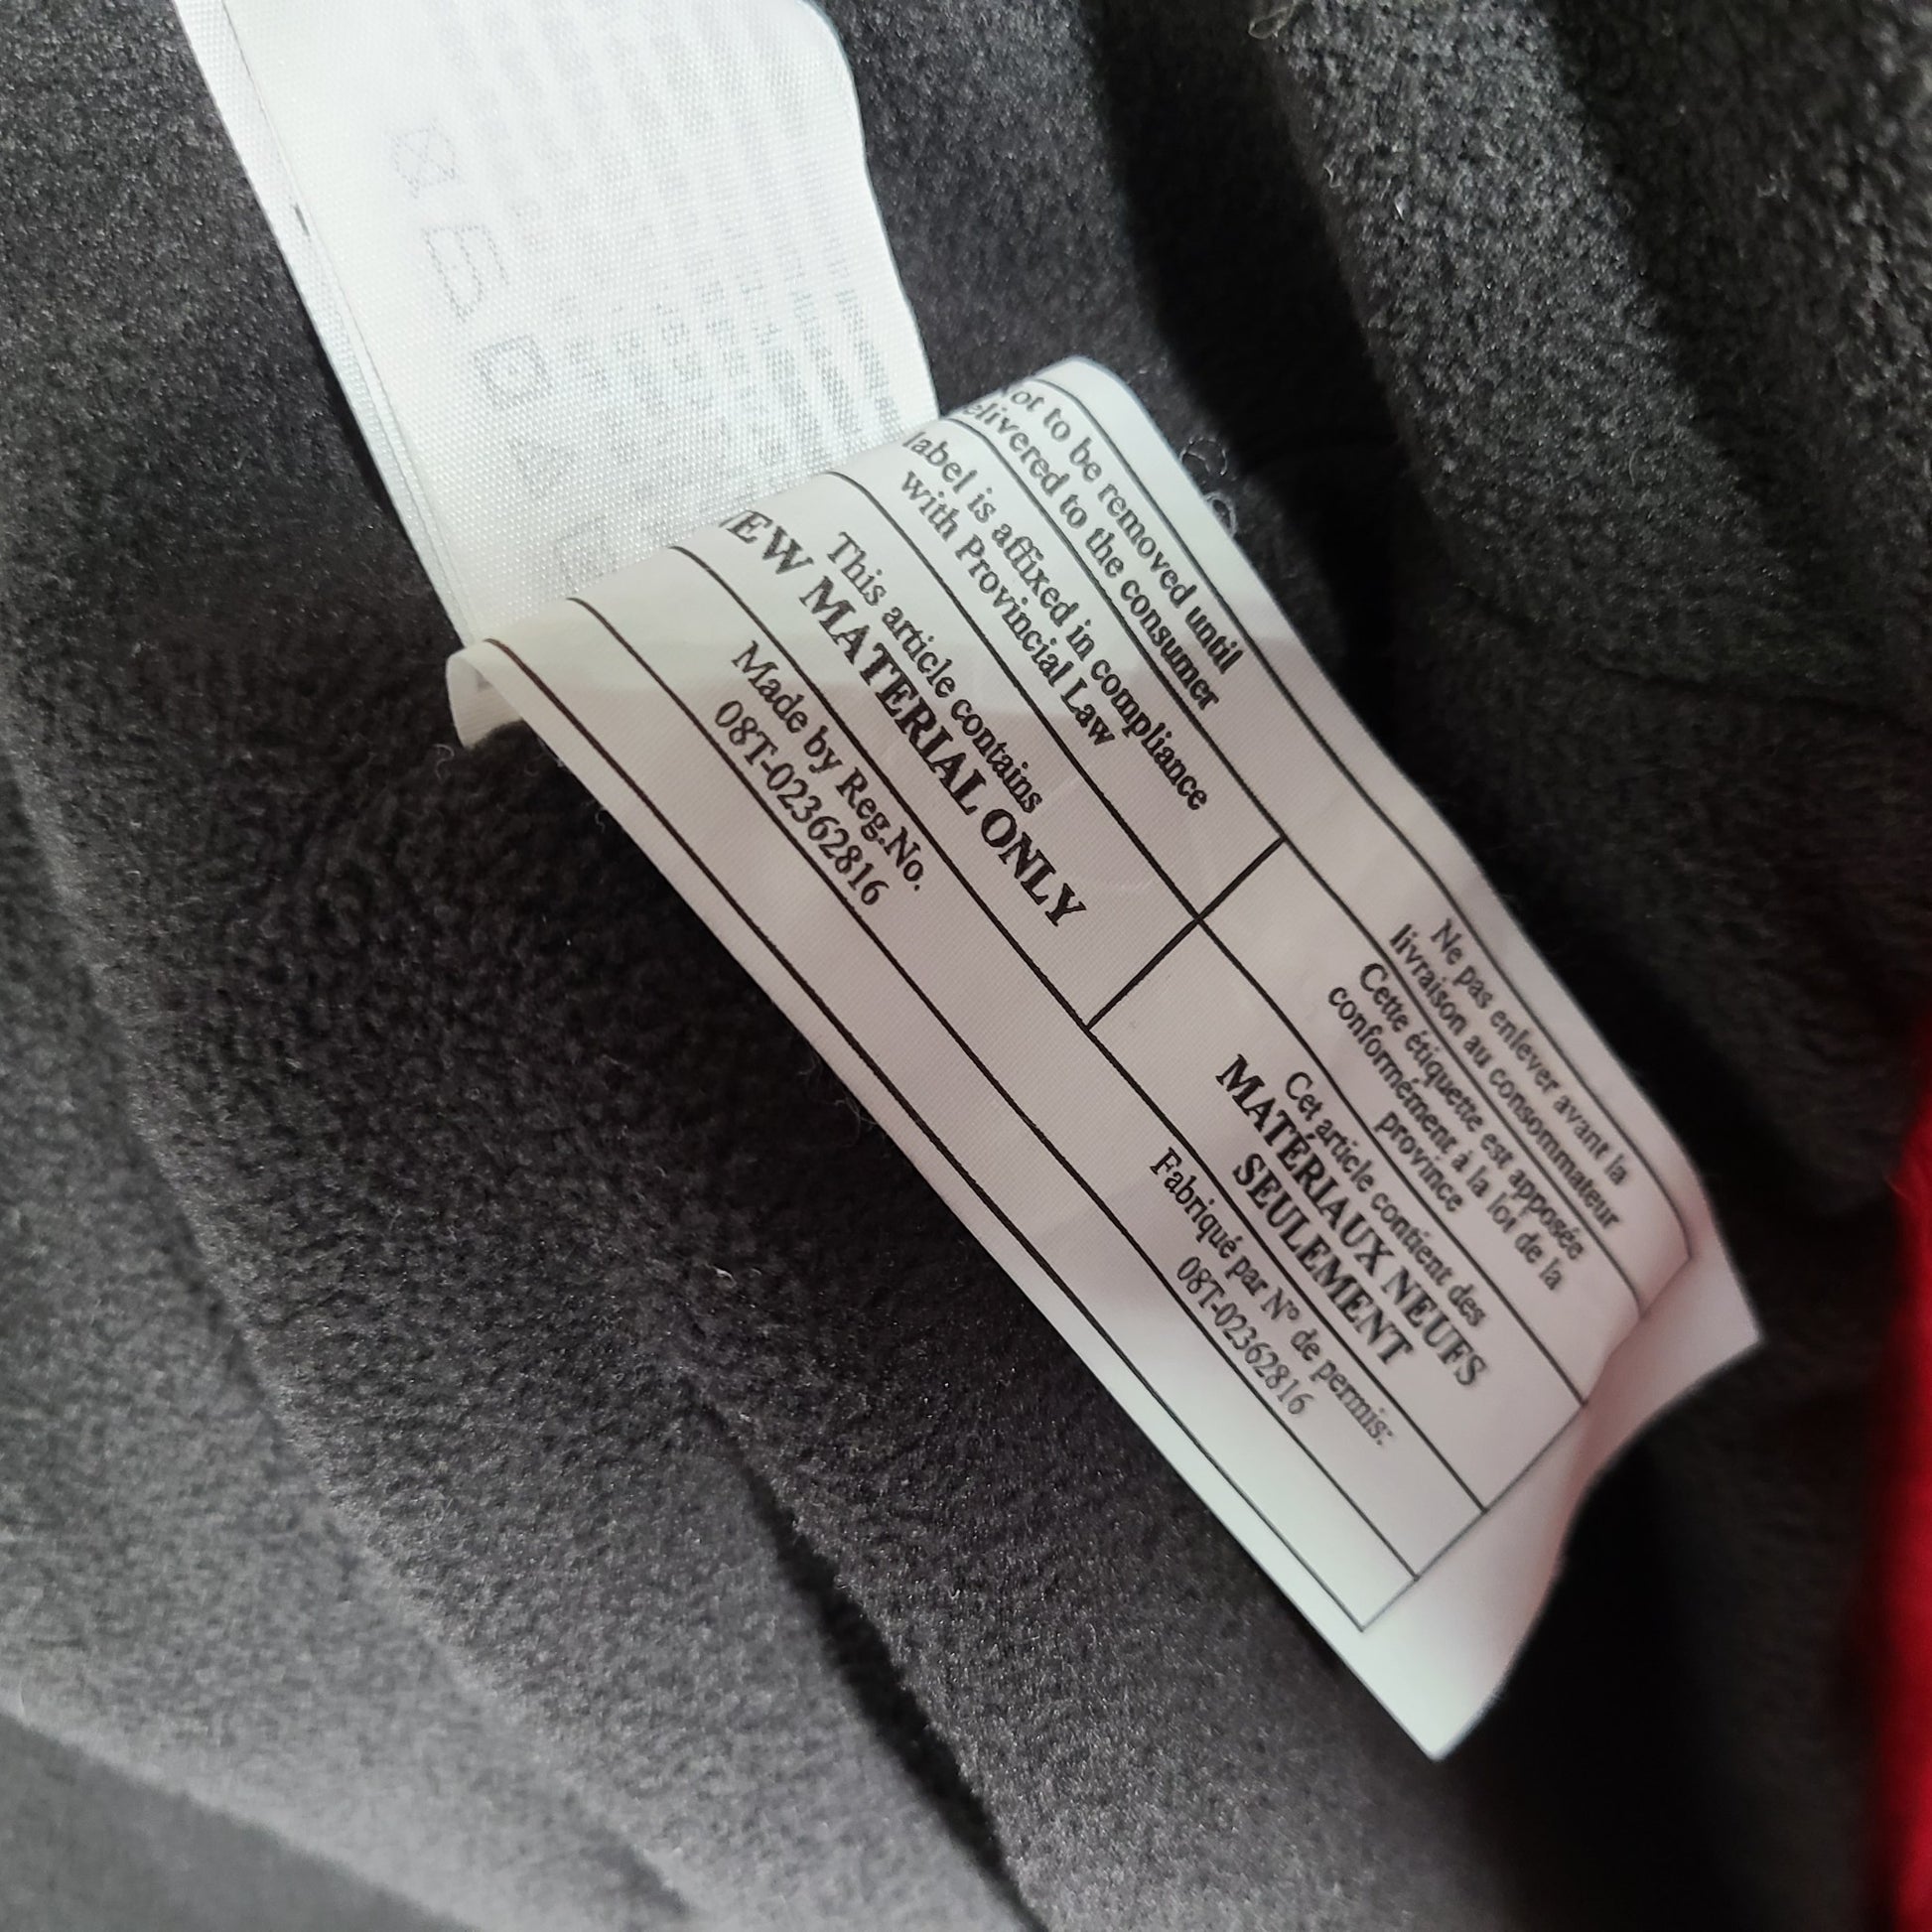 ot to be removed until
elivered to the consumer
label is affixed in compliance
with Provincial Law
This article contains
NEW MATERIAL ONLY
Made by Reg.No.
08T-02362816
Ne pas enlever avant la
livraison au consommateur
Cette étiquette est apposée
conformément à la loi de la
province
Cet article contient des
MATÉRIAUX NEUFS
SEULEMENT
Fabriqué par Nº de permis:
08T-02362816